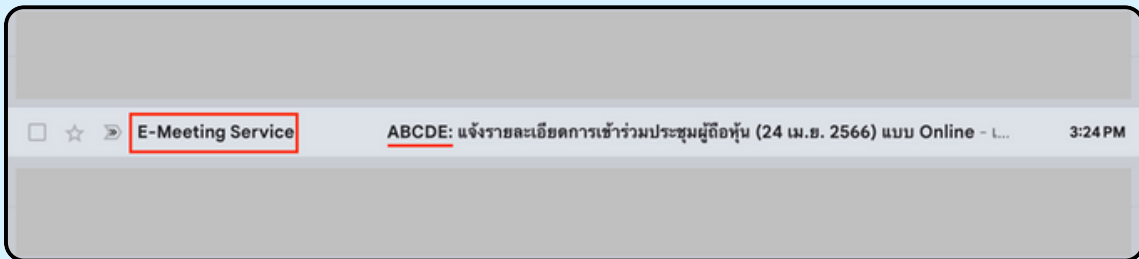 E-Meeting Service ABCDE: แจ้งรายละเอียดการเข้าร่วมประชุมผู้ถือหุ้น (24 เม.ย. 2566) แบบ Online - เ... 3:24 PM